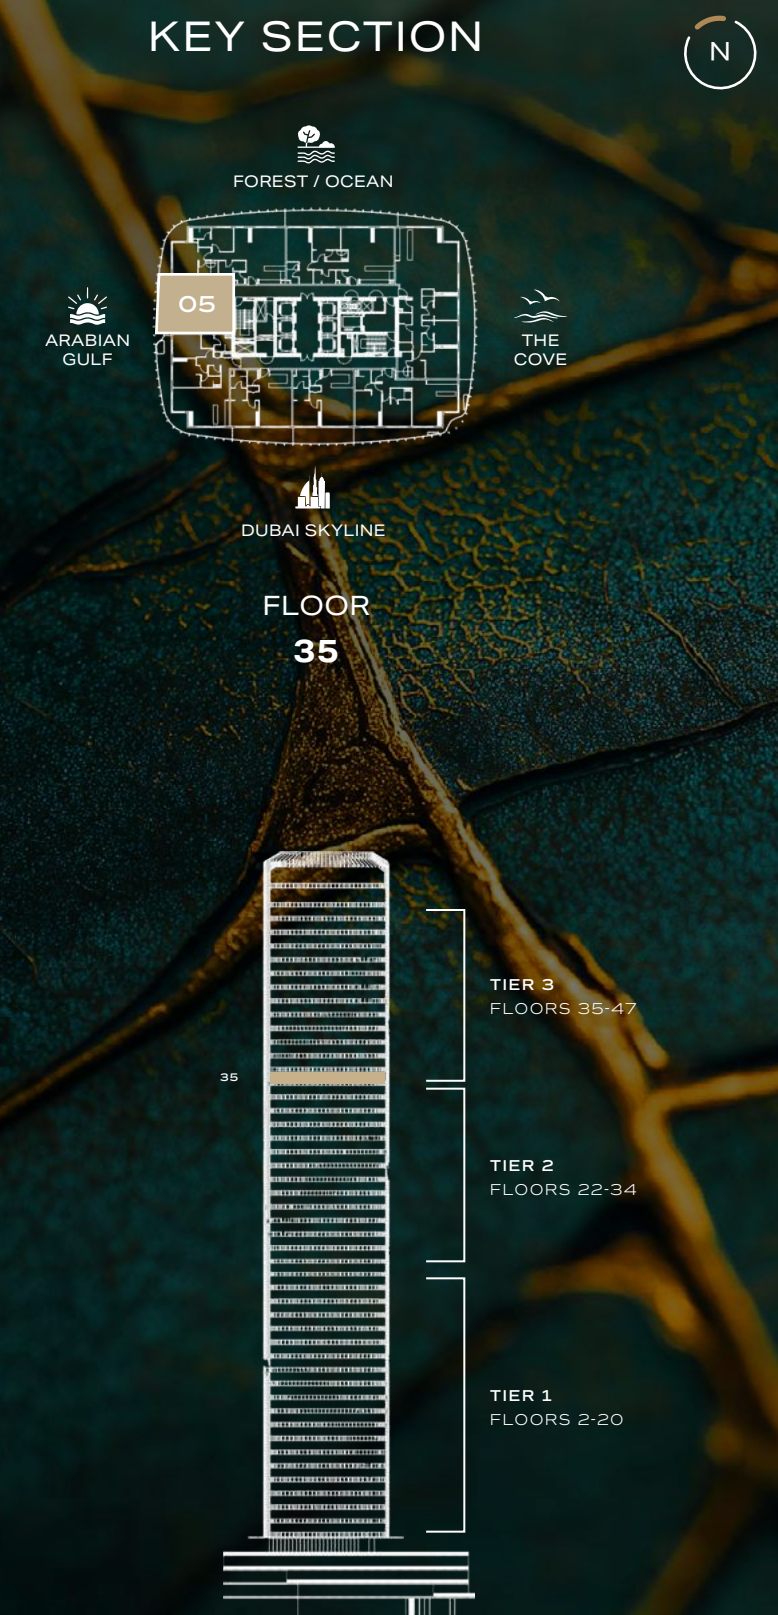 KEY SECTION
N
FOREST / OCEAN
05
ARABIAN
GULF
THE
COVE
DUBAI SKYLINE
FLOOR
35
TIER 3
FLOORS 35-47
35
TIER 2
FLOORS 22-34
TIER 1
FLOORS 2-20